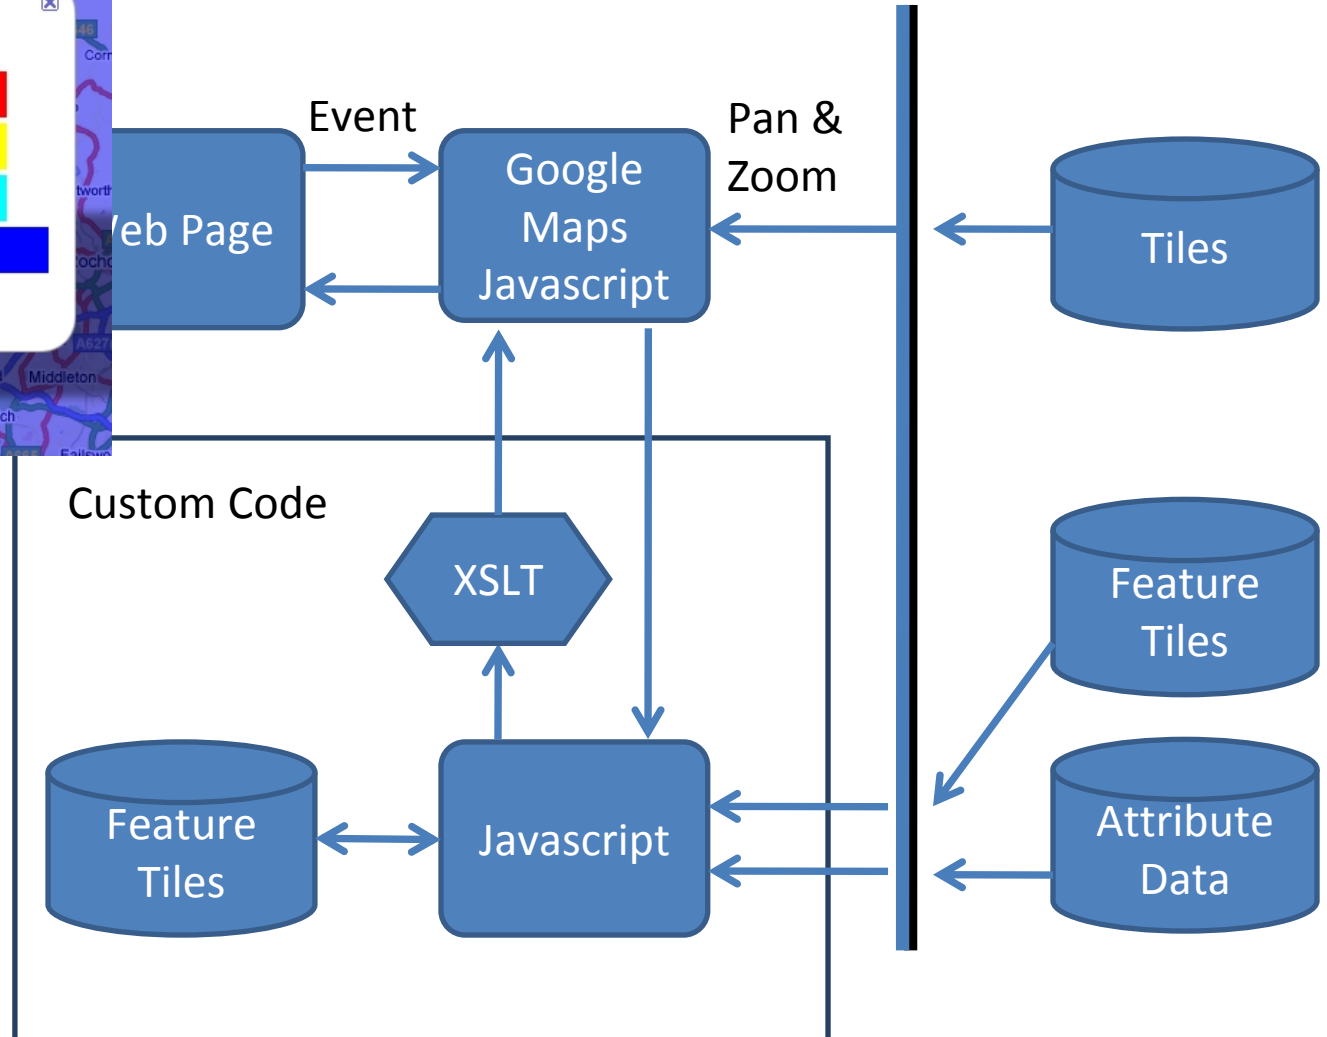 Event
Pan &
Zoom
Google
Maps
Javascript
eb Page
Tiles
Middleton
Custom Code
XSLT
Feature
Tiles
Feature
Tiles
Javascript
Attribute
Data